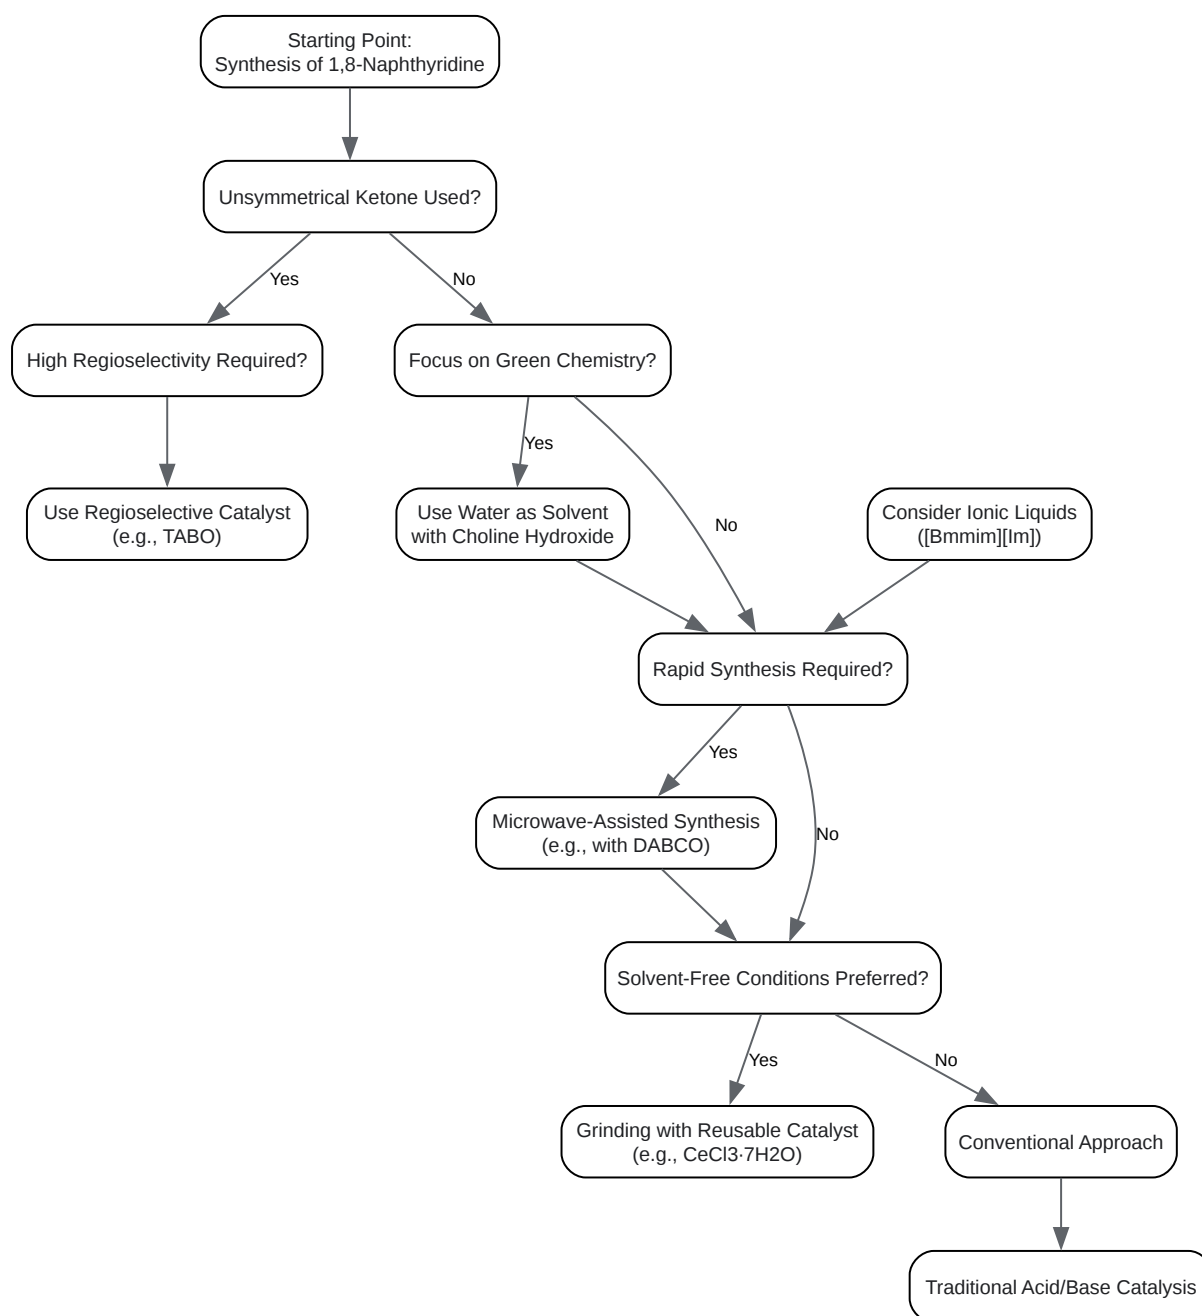 Starting Point:
Synthesis of 1,8-Naphthyridine
Unsymmetrical Ketone Used?
Yes
No
High Regioselectivity Required?
Focus on Green Chemistry?
Yes
Use Regioselective Catalyst
(e.g., TABO)
Use Water as Solvent
with Choline Hydroxide
No
Consider Ionic Liquids
([Bmmim][Im])
Rapid Synthesis Required?
Yes
Microwave-Assisted Synthesis
(e.g., with DABCO)
No
Solvent-Free Conditions Preferred?
Yes
No
Grinding with Reusable Catalyst
(e.g., CeCl3·7H2O)
Conventional Approach
Traditional Acid/Base Catalysis